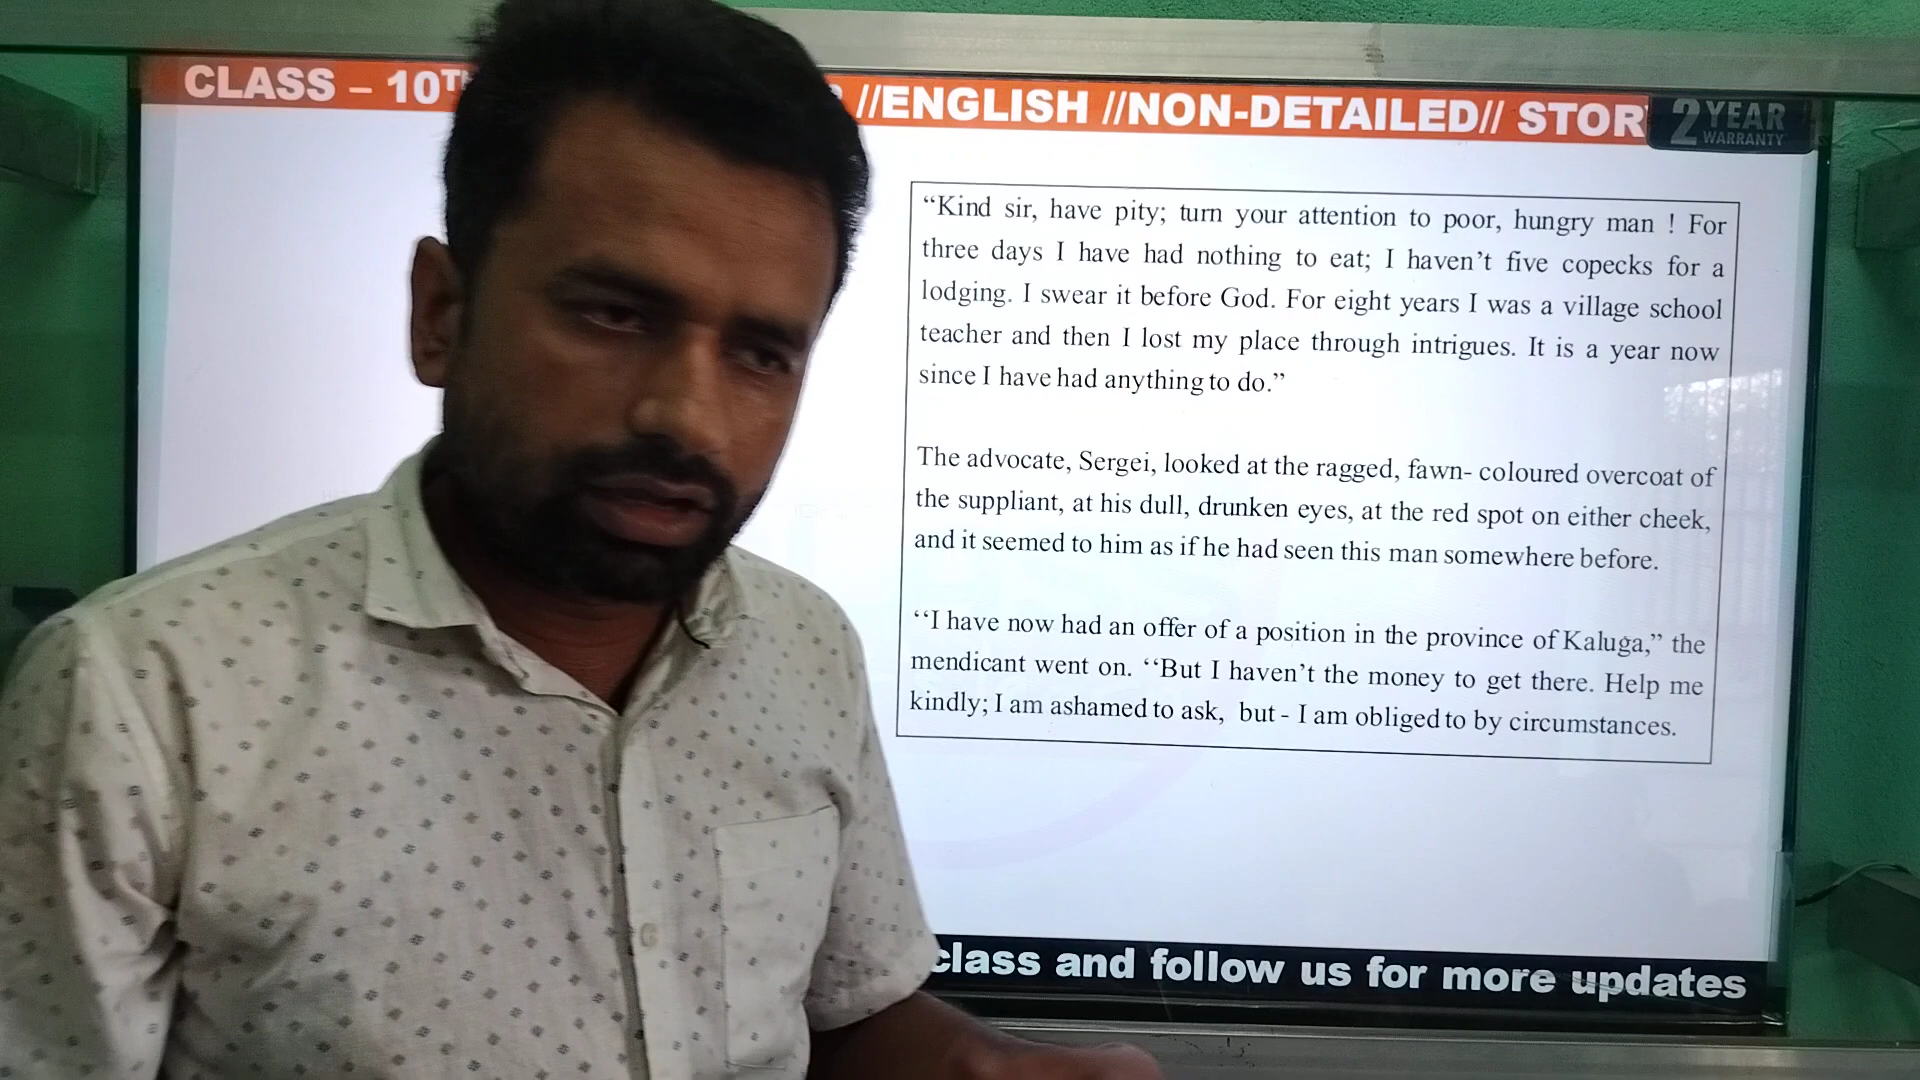 CLASS – 10TH //ENGLISH //NON-DETAILED// STOR
2 YEAR
WARRANTY
“Kind sir, have pity; turn your attention to poor, hungry man ! For
three days I have had nothing to eat; I haven’t five copecks for a
lodging. I swear it before God. For eight years I was a village school
teacher and then I lost my place through intrigues. It is a year now
since I have had anything to do.”
The advocate, Sergei, looked at the ragged, fawn- coloured overcoat of
the suppliant, at his dull, drunken eyes, at the red spot on either cheek,
and it seemed to him as if he had seen this man somewhere before.
‘‘I have now had an offer of a position in the province of Kaluga,” the
mendicant went on. ‘‘But I haven’t the money to get there. Help me
kindly; I am ashamed to ask, but - I am obliged to by circumstances.
class and follow us for more updates